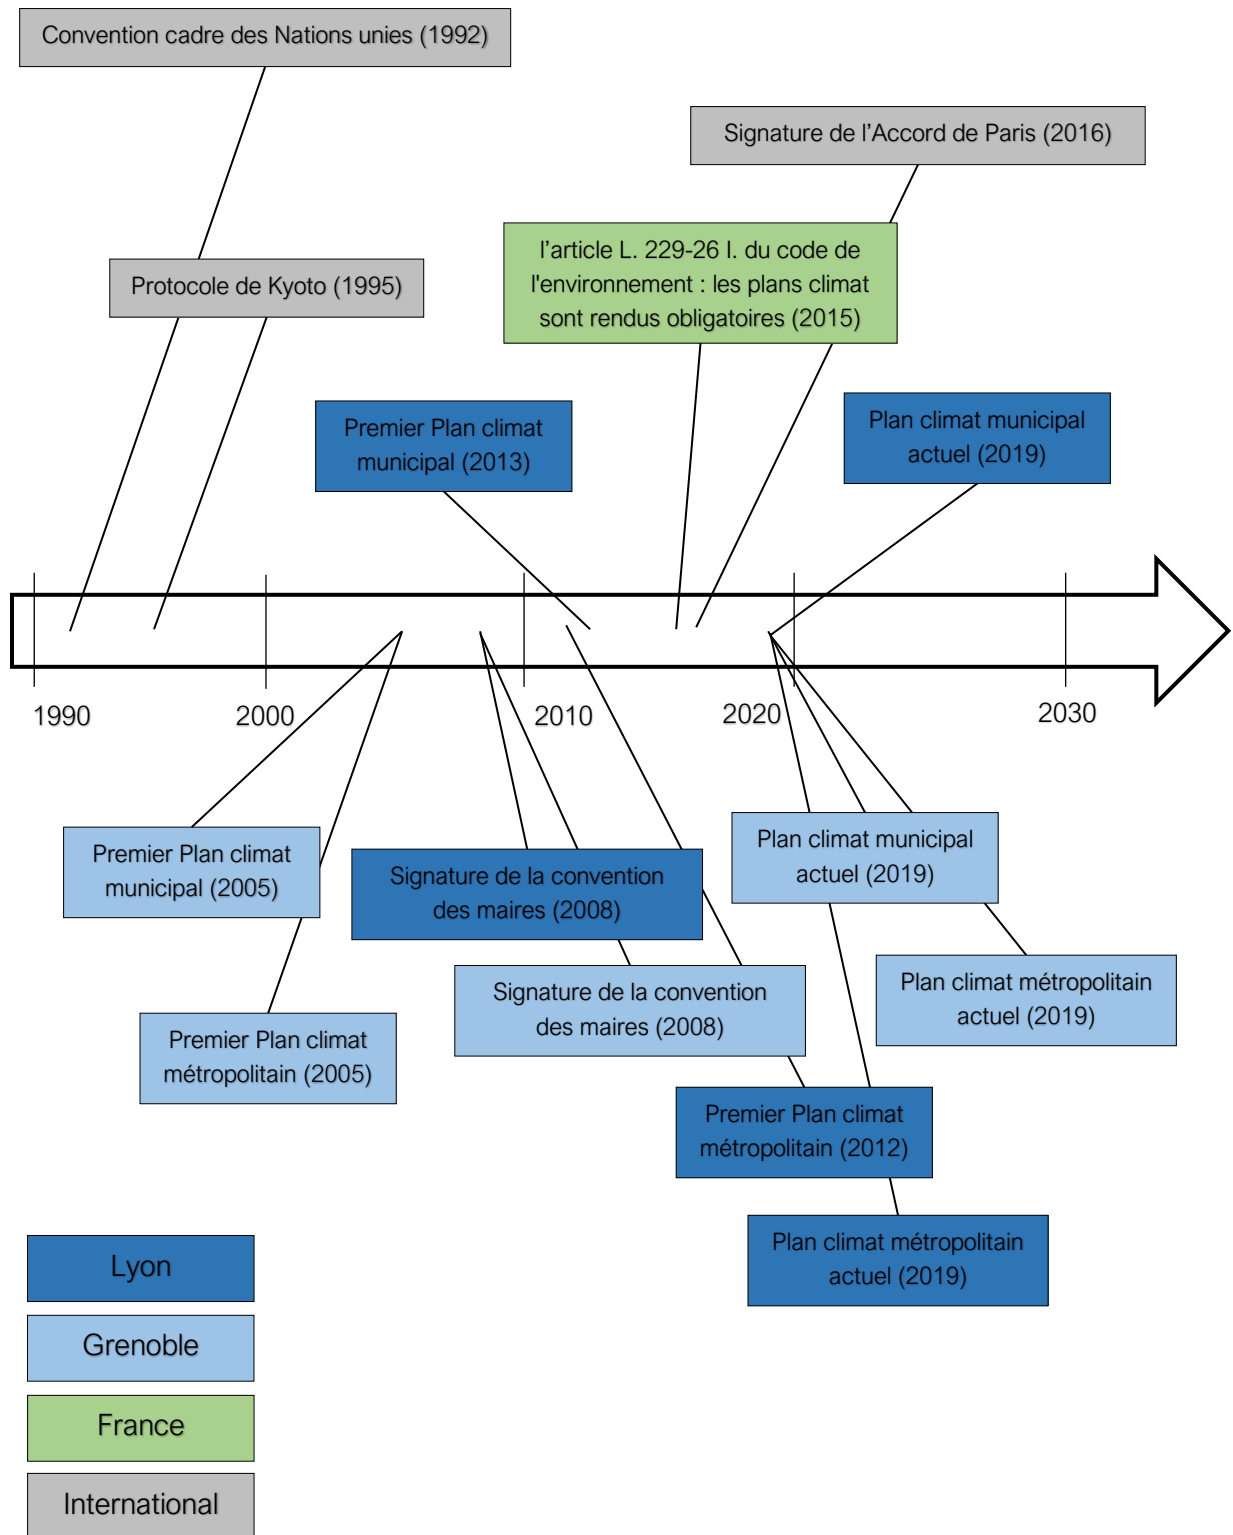 Convention cadre des Nations unies (1992)
Signature de l’Accord de Paris (2016)
l’article L. 229-26 I. du code de
l'environnement : les plans climat
sont rendus obligatoires (2015)
Protocole de Kyoto (1995)
Premier Plan climat
municipal (2013)
Plan climat municipal
actuel (2019)
1990
2000
2010
2020
2030
Premier Plan climat
municipal (2005)
Signature de la convention
des maires (2008)
Plan climat municipal
actuel (2019)
Signature de la convention
des maires (2008)
Plan climat métropolitain
actuel (2019)
Premier Plan climat
métropolitain (2005)
Premier Plan climat
métropolitain (2012)
Plan climat métropolitain
actuel (2019)
Lyon
Grenoble
France
International